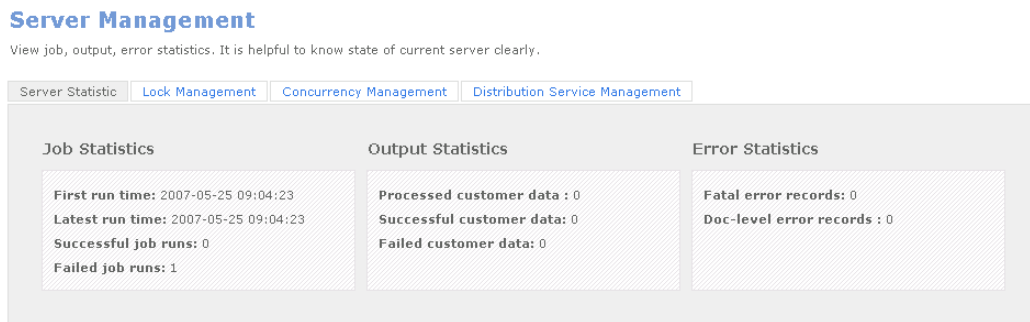 Server Management
View job, output, error statistics. It is helpful to know state of current server clearly.
Server Statistic Lock Management Concurrency Management Distribution Service Management
Job Statistics
First run time: 2007-05-25 09:04:23
Latest run time: 2007-05-25 09:04:23
Successful job runs: 0
Failed job runs: 1
Output Statistics
Processed customer data : 0
Successful customer data: 0
Failed customer data: 0
Error Statistics
Fatal error records: 0
Doc-level error records : 0